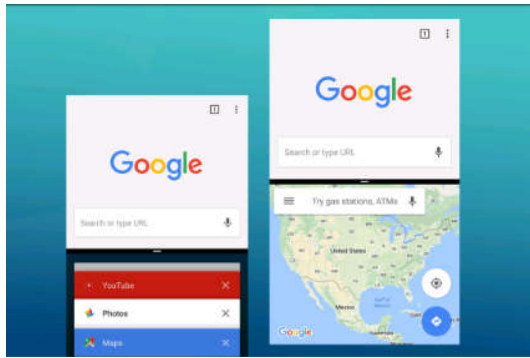 1
Google
Search or type URL
YouTube
Photos
Maps
1
Google
Search or type URL
Try gas stations, ATMs
United States
Mexico
Gulf of
Mexico
Guatemala
Google